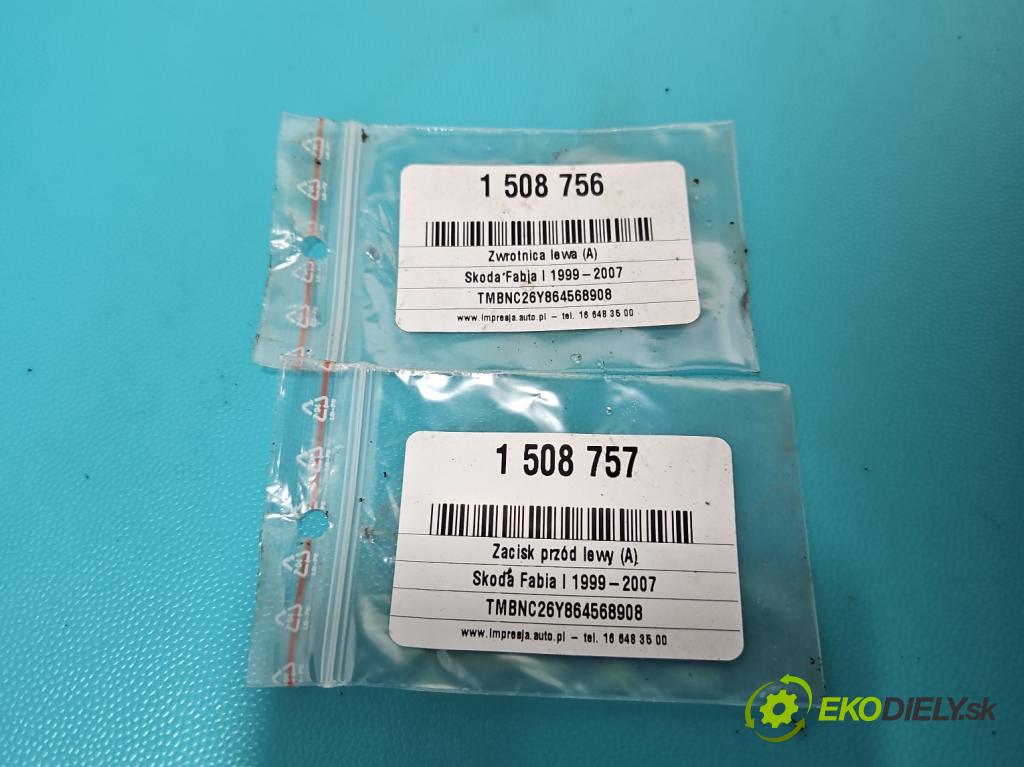 1 508 756
Zwrotnica lewa (A)
Skoda Fabia I 1999-2007
TMBNC26Y864568908
www.impresja.auto.pl - tel. 16 648 35 00
1 508 757
Zacisk przód lewy (A)
Skoda Fabia I 1999-2007
TMBNC26Y864568908
www.impresja.auto.pl - tel. 16 648 35 00
EKODIELY.sk